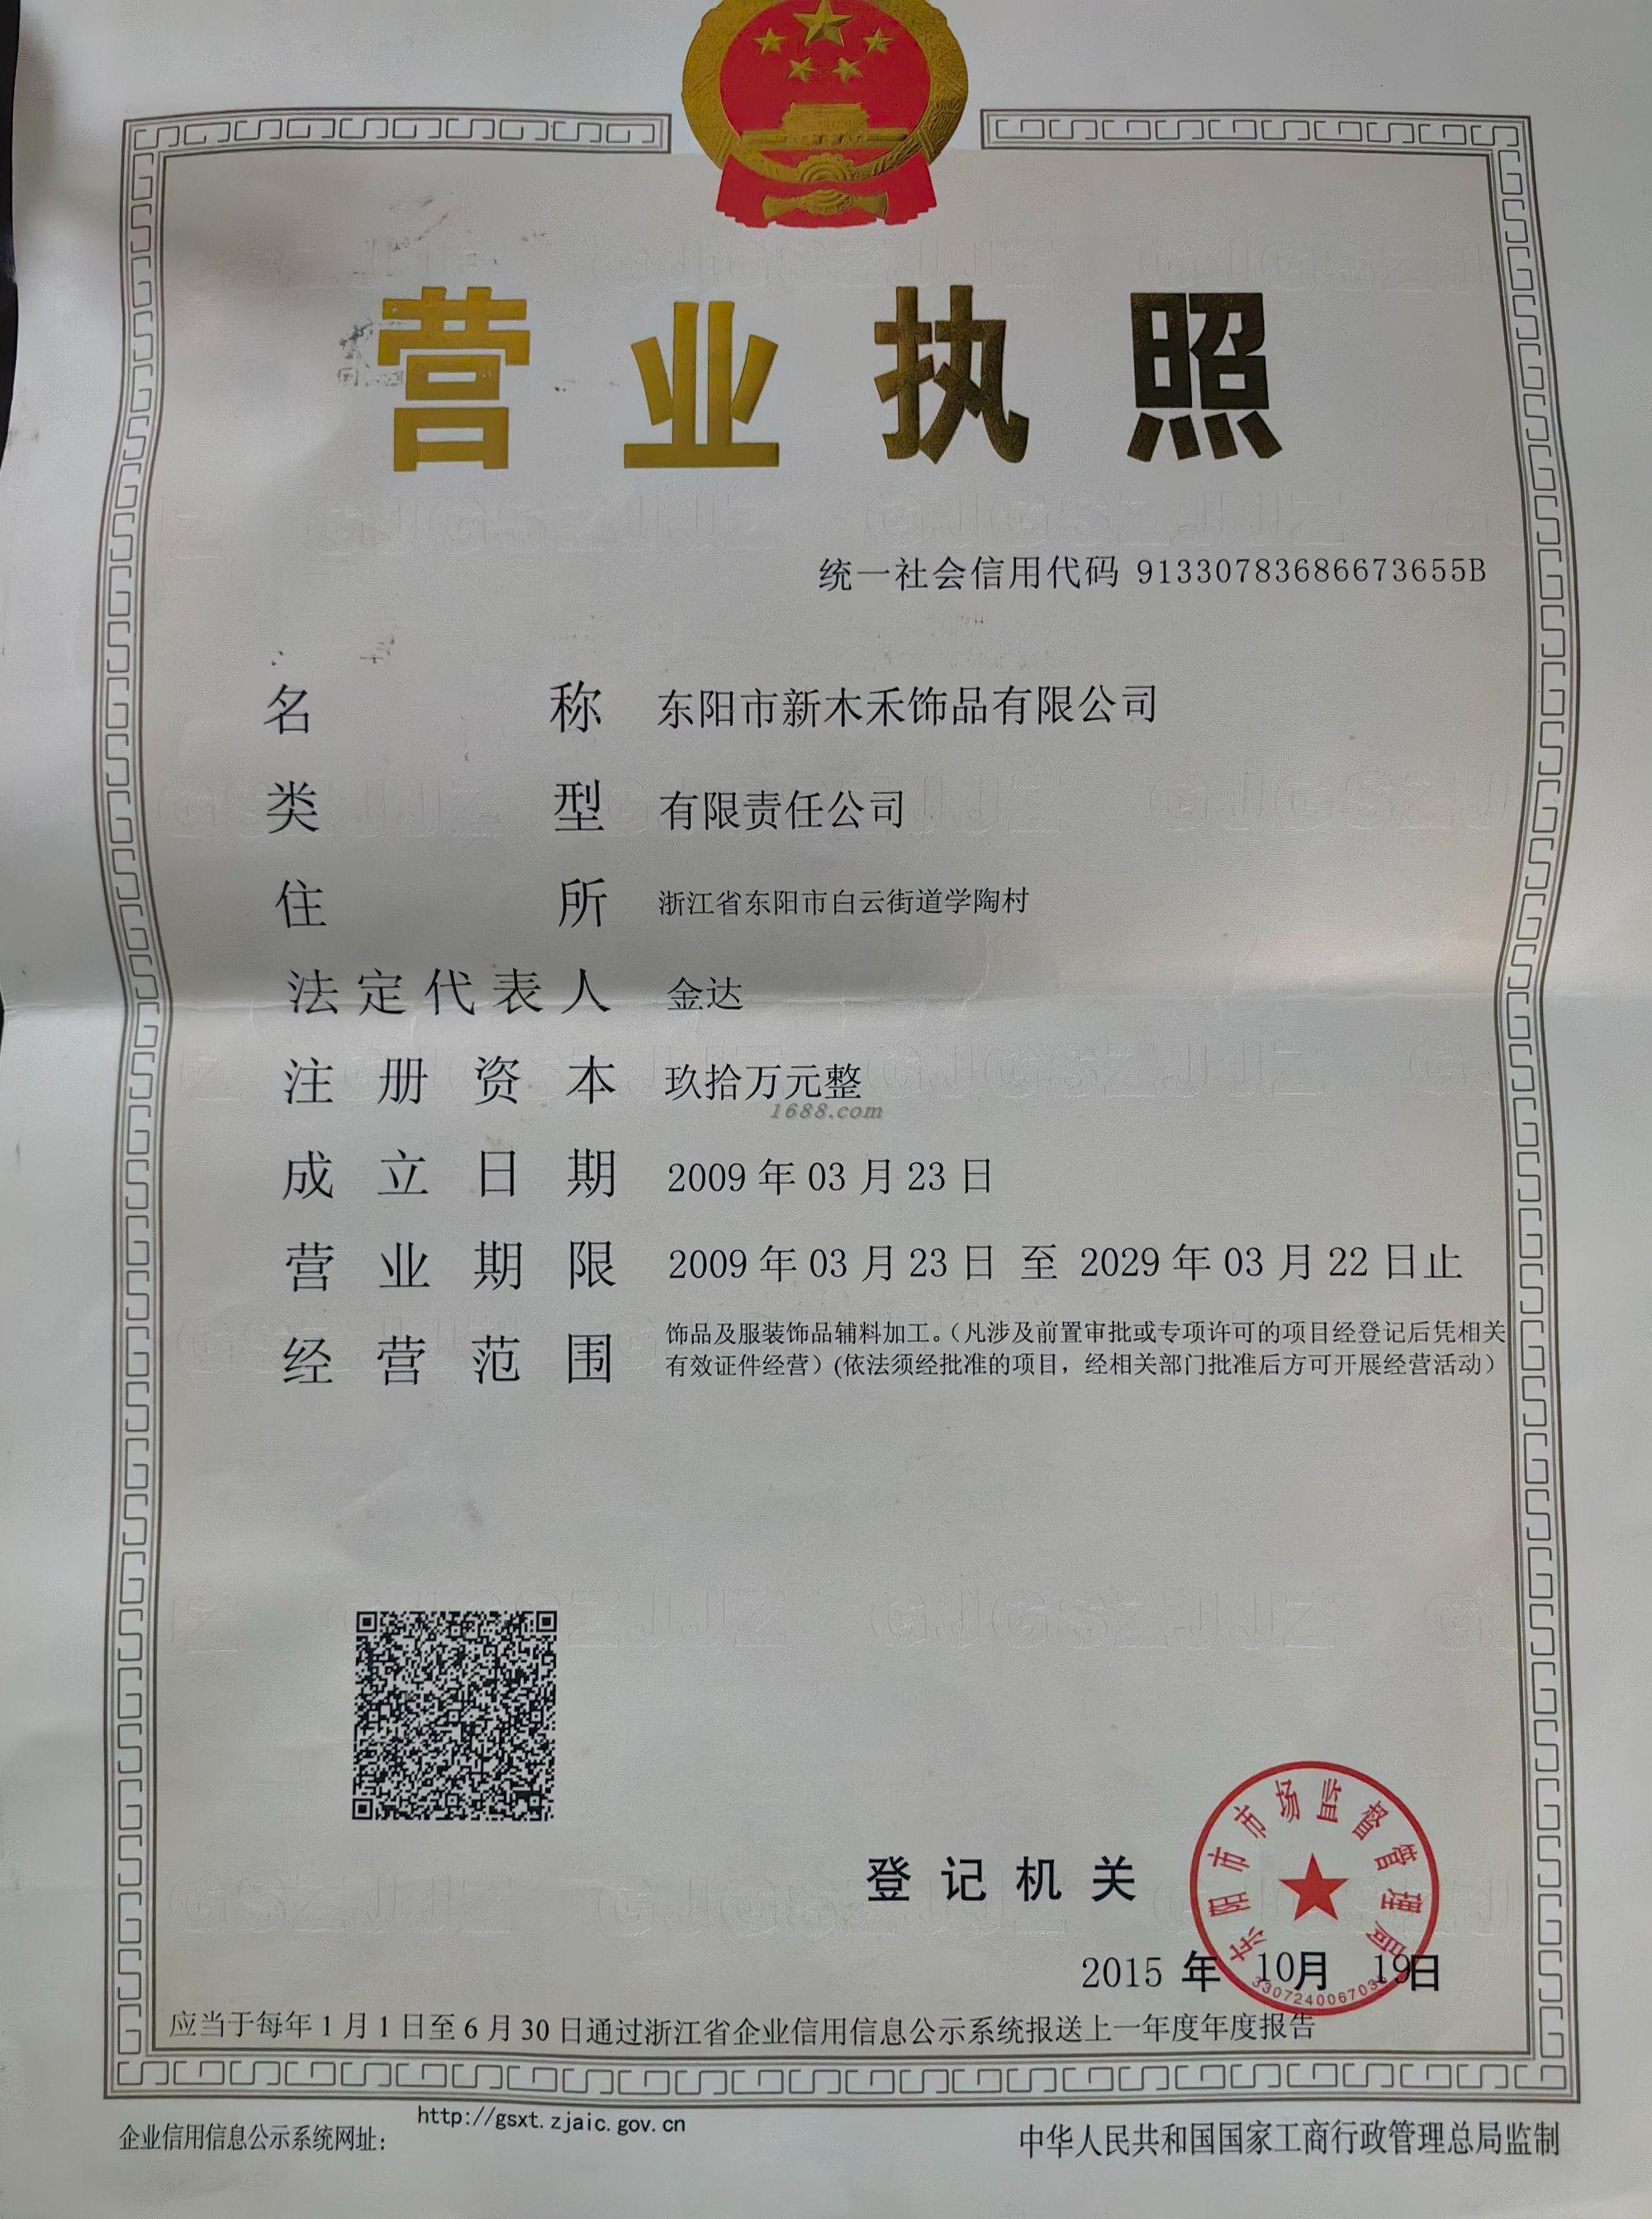 营业执照
统一社会信用代码 91330783686673655B
名称 东阳市新木禾饰品有限公司
类型 有限责任公司
住所 浙江省东阳市白云街道学陶村
法定代表人 金达
注册资本 玖拾万元整
1688.com
成立日期 2009年03月23日
营业期限 2009年03月23日 至 2029年03月22日止
经营范围 饰品及服装饰品辅料加工。（凡涉及前置审批或专项许可的项目经登记后凭相关
有效证件经营）(依法须经批准的项目，经相关部门批准后方可开展经营活动）
登记机关
东阳市市场监督管理局
2015年10月19日
应当于每年1月1日至6月30日通过浙江省企业信用信息公示系统报送上一年度年度报告
企业信用信息公示系统网址： http://gsxt.zjaic.gov.cn
中华人民共和国国家工商行政管理总局监制